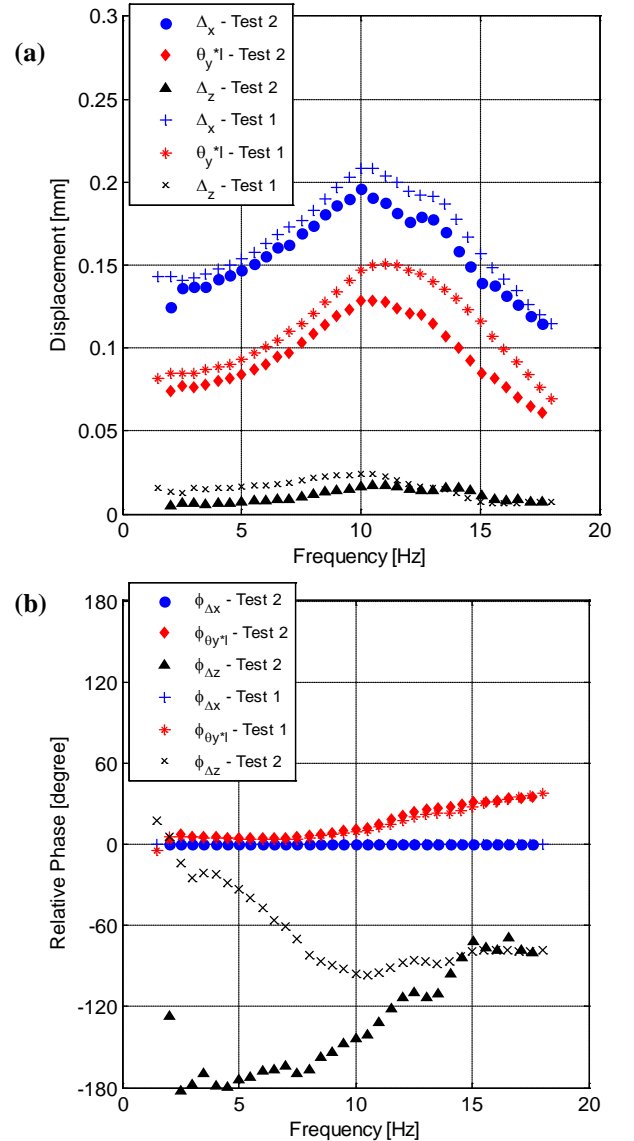 (a)
0.3
0.25
0.2
0.15
0.1
0.05
0
Displacement [mm]
Δx - Test 2
θy*l - Test 2
Δz - Test 2
Δx - Test 1
θy*l - Test 1
Δz - Test 1
0 5 10 15 20
Frequency [Hz]
(b)
180
120
60
0
-60
-120
-180
Relative Phase [degree]
ϕΔx - Test 2
ϕθy*l - Test 2
ϕΔz - Test 2
ϕΔx - Test 1
ϕθy*l - Test 1
ϕΔz - Test 2
0 5 10 15 20
Frequency [Hz]